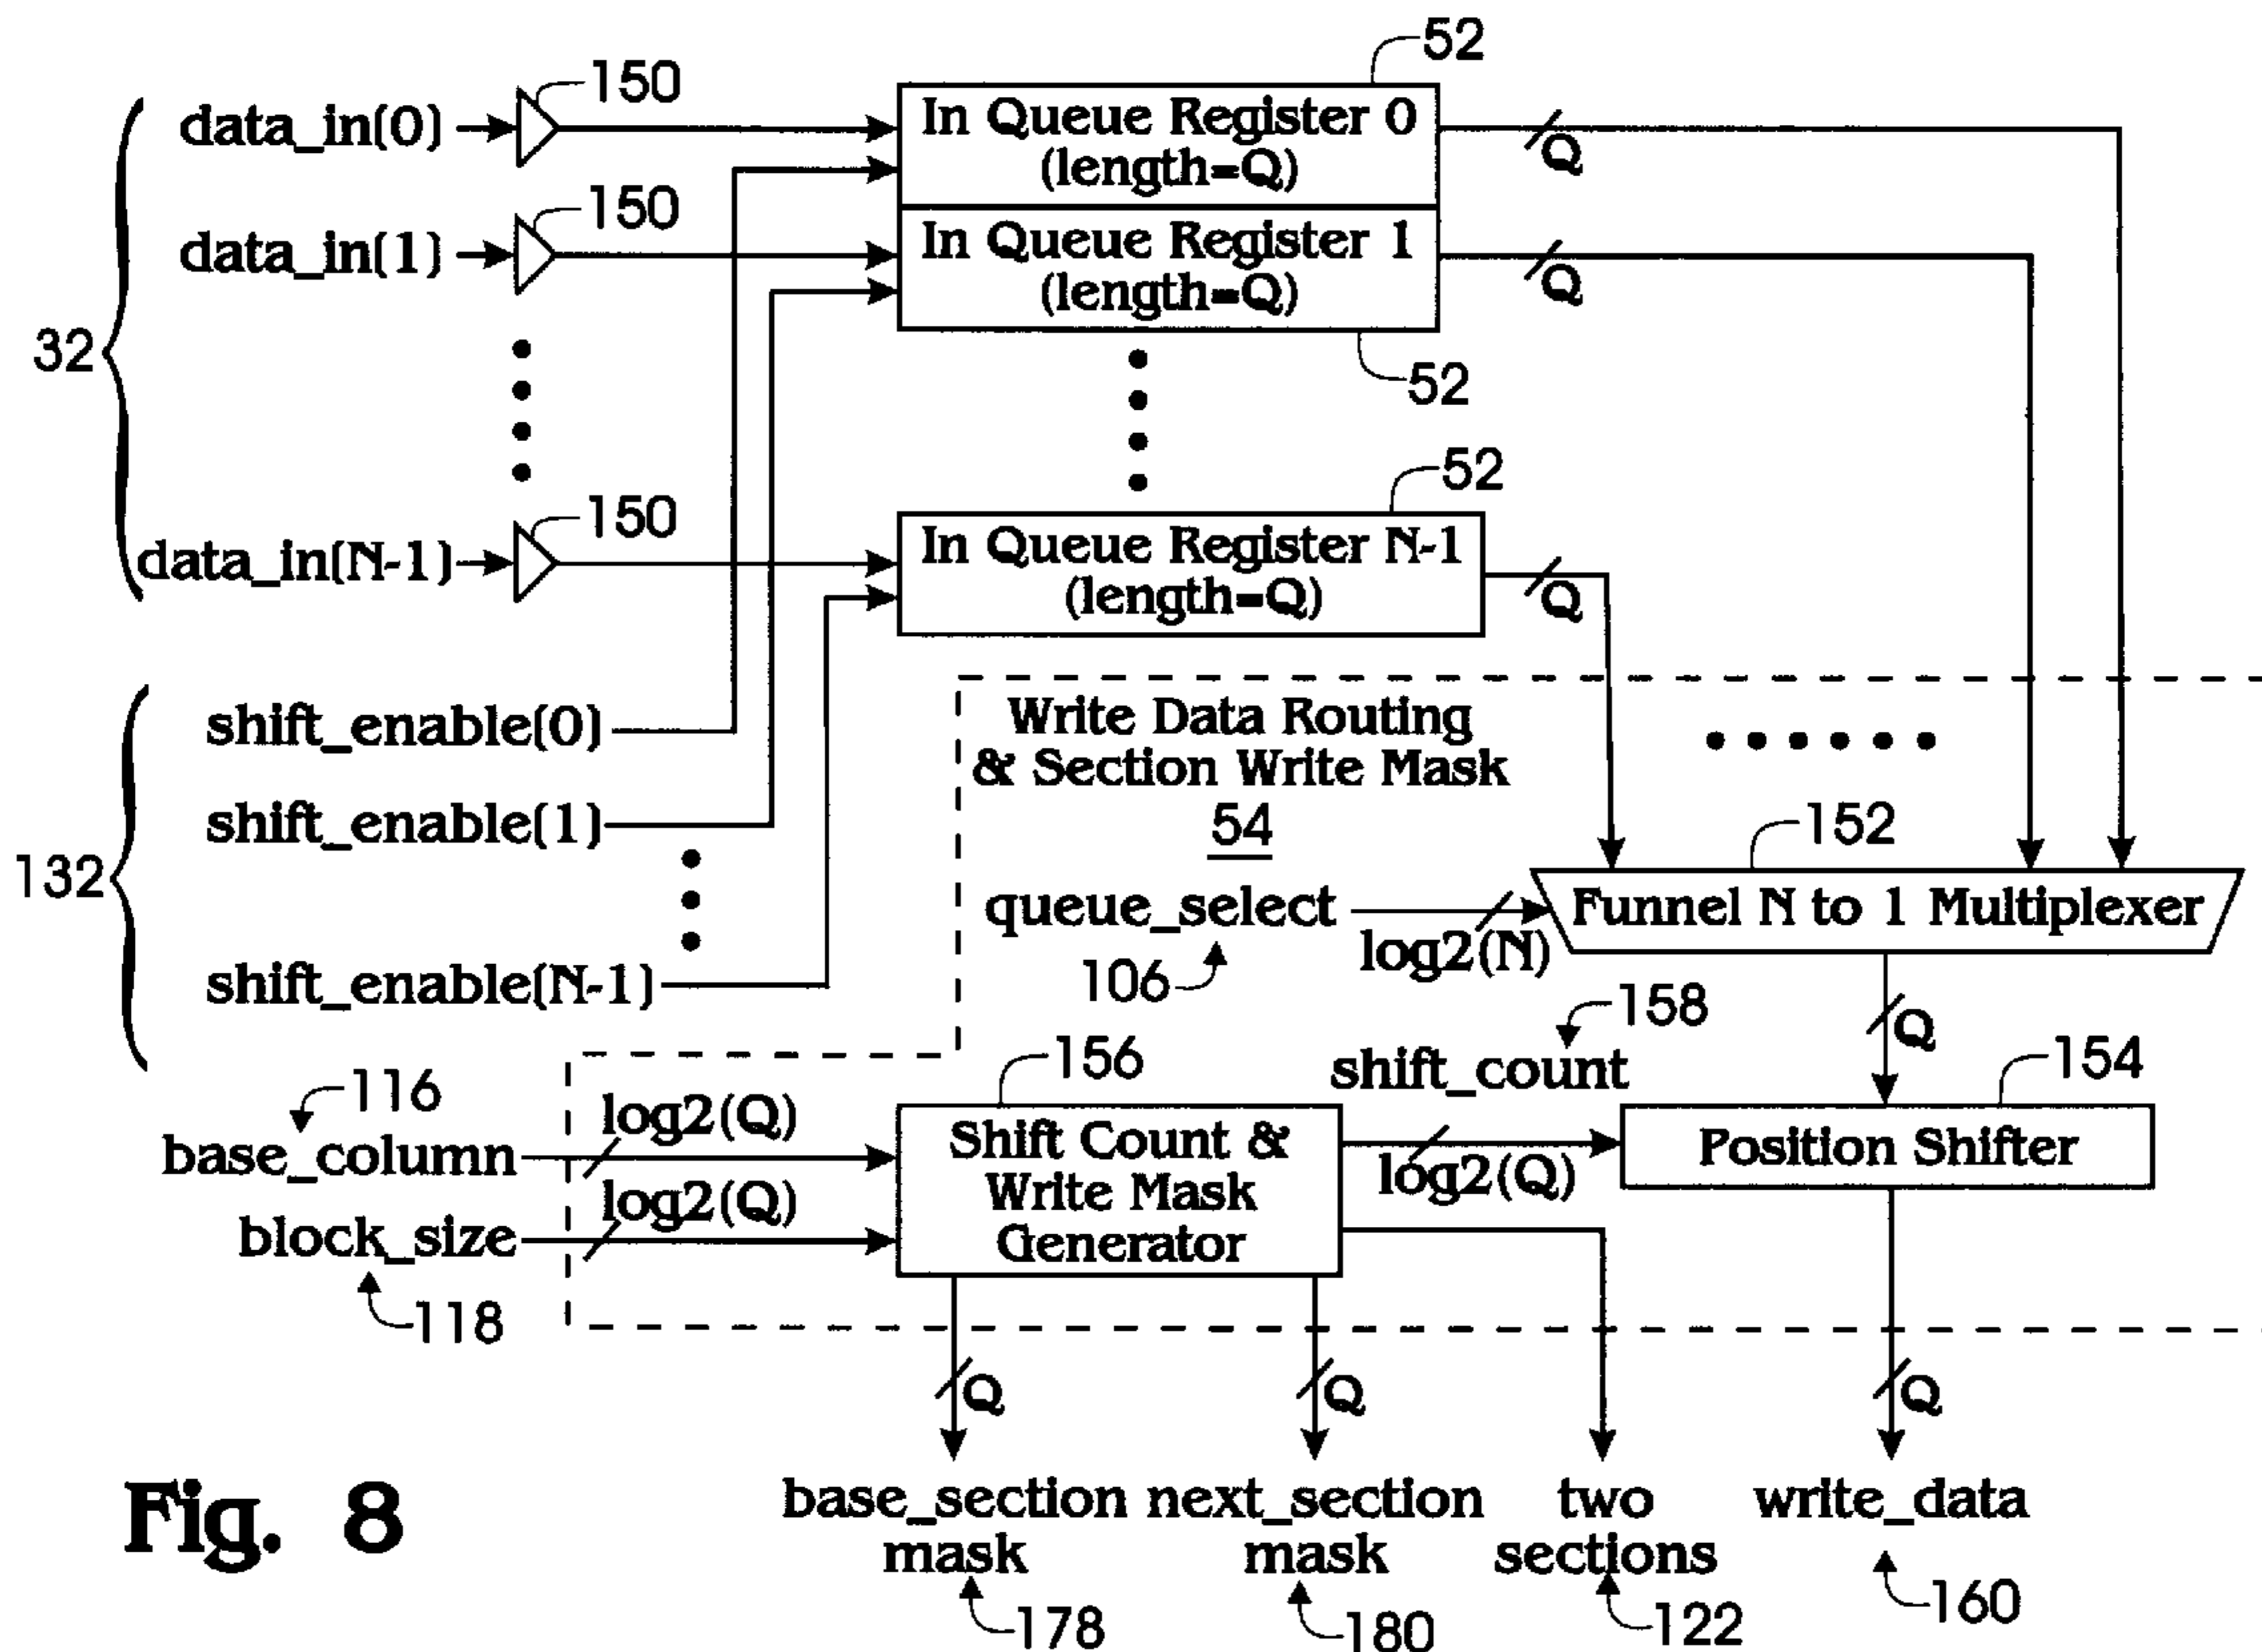 52
150
data_in(0)
In Queue Register 0
(length=Q)
Q
150
data_in(1)
In Queue Register 1
(length=Q)
Q
32
52
52
150
data_in(N-1)
In Queue Register N-1
(length=Q)
Q
shift_enable(0)
Write Data Routing
& Section Write Mask
54
shift_enable(1)
152
132
queue_select
log2(N)
Funnel N to 1 Multiplexer
106
shift_enable(N-1)
158
Q
shift_count
156
154
116
base_column
log2(Q)
Shift Count &
Write Mask
Generator
log2(Q)
Position Shifter
block_size
log2(Q)
118
Q
Q
Q
Fig. 8
base_section
mask
next_section
mask
two
sections
write_data
178
180
122
160